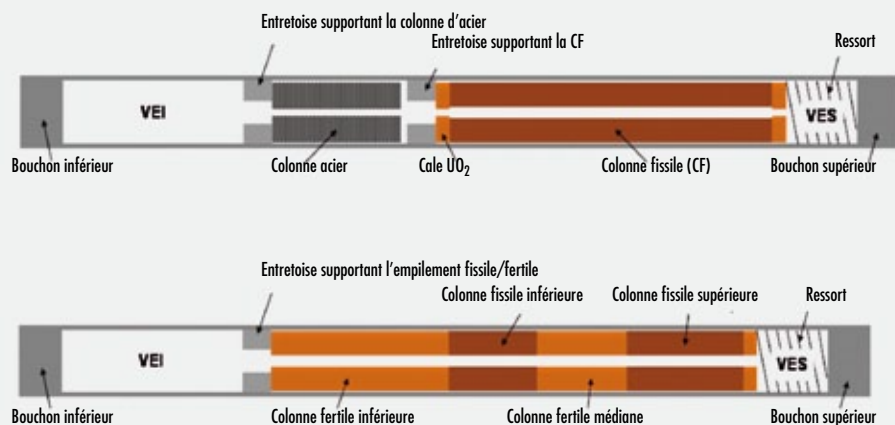 Entretoise supportant la colonne d'acier
Entretoise supportant la CF
Ressort
VEI
VES
Bouchon inférieur
Colonne acier
Cale UO₂
Colonne fissile (CF)
Bouchon supérieur
Entretoise supportant l'empilement fissile/fertile
Colonne fissile inférieure
Colonne fissile supérieure
Ressort
VEI
VES
Bouchon inférieur
Colonne fertile inférieure
Colonne fertile médiane
Bouchon supérieur